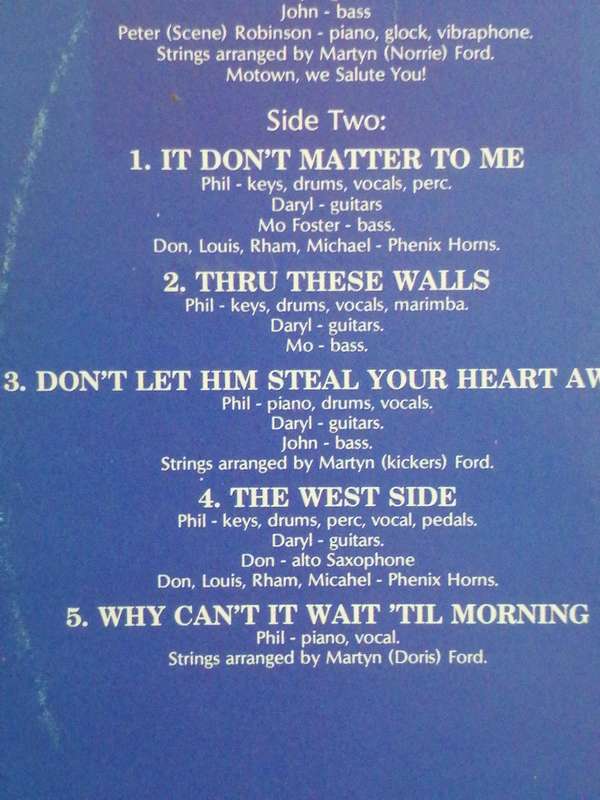 John - bass
Peter (Scene) Robinson - piano, glock, vibraphone.
Strings arranged by Martyn (Norrie) Ford.
Motown, we Salute You!
Side Two:
1. IT DON'T MATTER TO ME
Phil - keys, drums, vocals, perc.
Daryl - guitars
Mo Foster - bass.
Don, Louis, Rham, Michael - Phenix Horns.
2. THRU THESE WALLS
Phil - keys, drums, vocals, marimba.
Daryl - guitars.
Mo - bass.
3. DON'T LET HIM STEAL YOUR HEART AW
Phil - piano, drums, vocals.
Daryl - guitars.
John - bass.
Strings arranged by Martyn (kickers) Ford.
4. THE WEST SIDE
Phil - keys, drums, perc, vocal, pedals.
Daryl - guitars.
Don - alto Saxophone
Don, Louis, Rham, Micahel - Phenix Horns.
5. WHY CAN'T IT WAIT 'TIL MORNING
Phil - piano, vocal.
Strings arranged by Martyn (Doris) Ford.